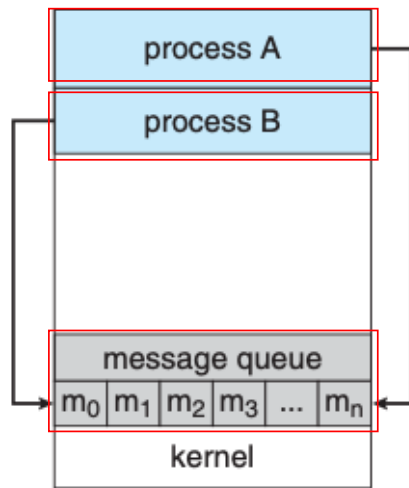 process A
process B
message queue
m₀ m₁ m₂ m₃ ... mₙ
kernel